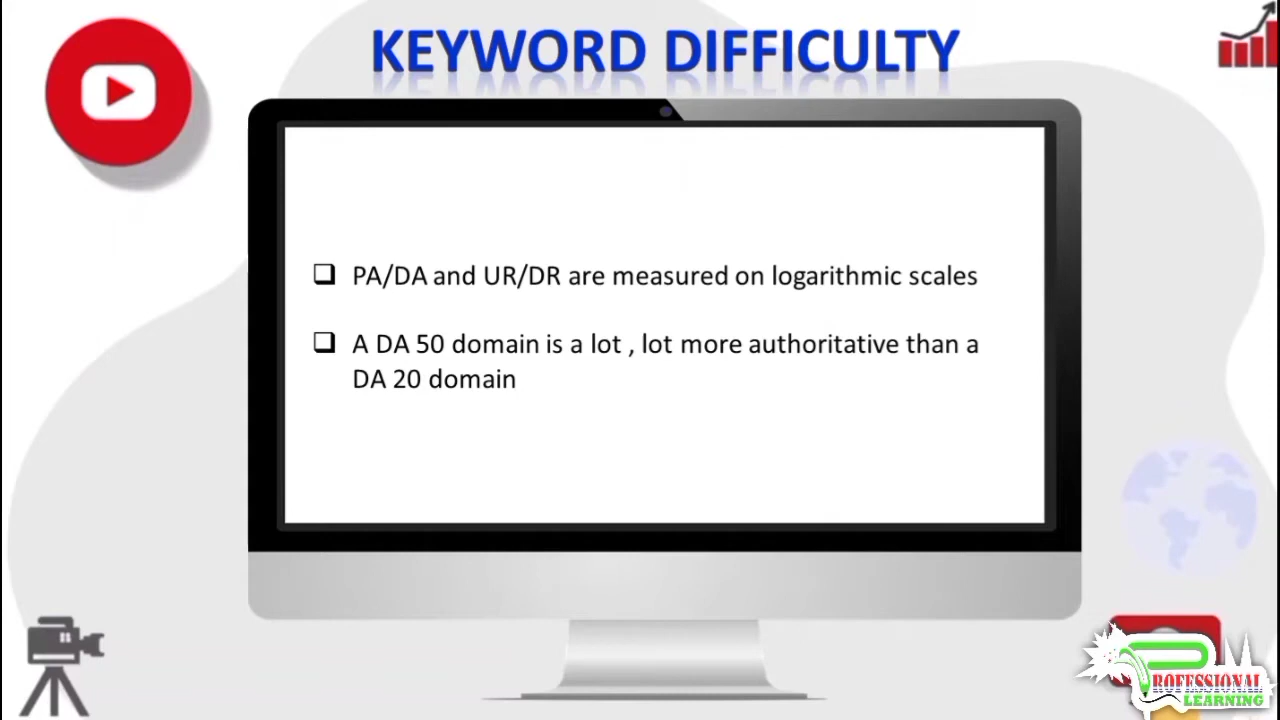 KEYWORD DIFFICULTY
PA/DA and UR/DR are measured on logarithmic scales
A DA 50 domain is a lot , lot more authoritative than a
DA 20 domain
PROFESSIONAL
LEARNING